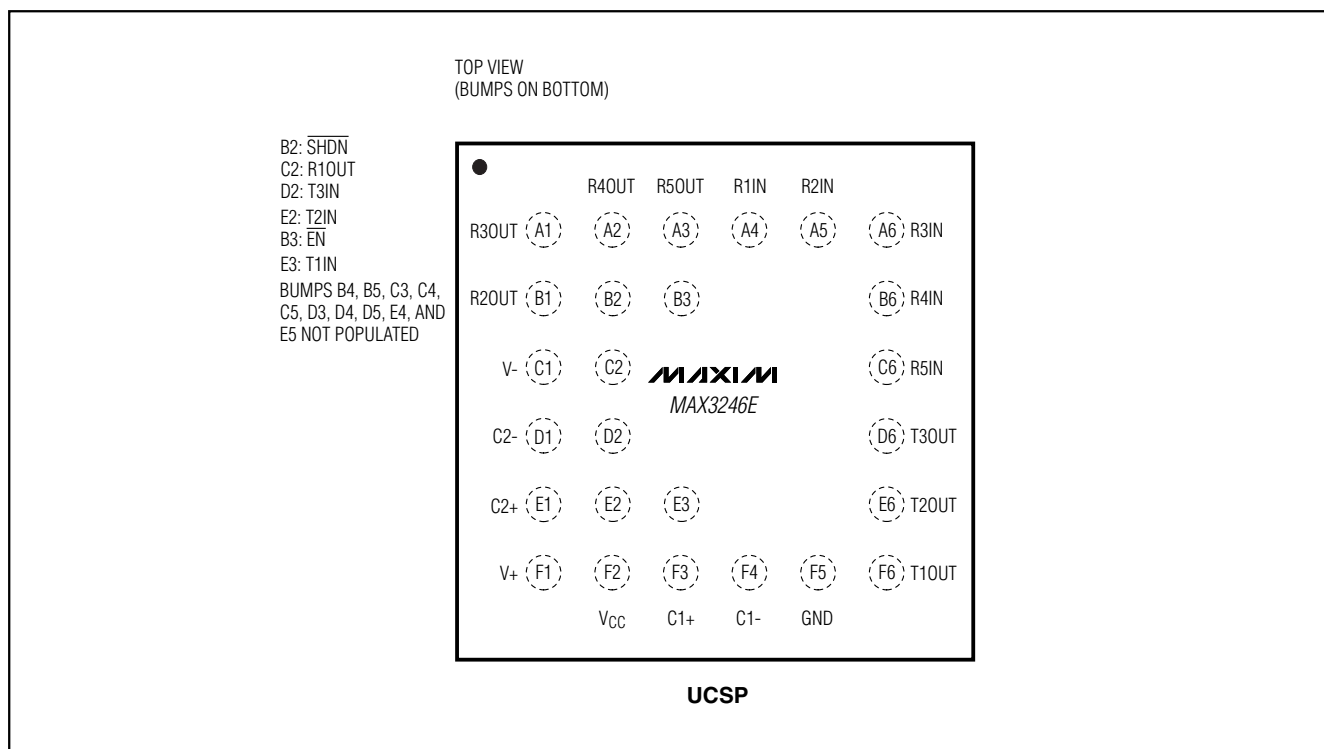 TOP VIEW
(BUMPS ON BOTTOM)
B2: SHDN
C2: R1OUT
D2: T3IN
E2: T2IN
B3: EN
E3: T1IN
BUMPS B4, B5, C3, C4,
C5, D3, D4, D5, E4, AND
E5 NOT POPULATED
R4OUT R5OUT R1IN R2IN
R3OUT A1 A2 A3 A4 A5 A6 R3IN
R2OUT B1 B2 B3 B6 R4IN
V- C1 C2 MAXIM C6 R5IN
MAX3246E
C2- D1 D2 D6 T3OUT
C2+ E1 E2 E3 E6 T2OUT
V+ F1 F2 F3 F4 F5 F6 T1OUT
VCC C1+ C1- GND
UCSP